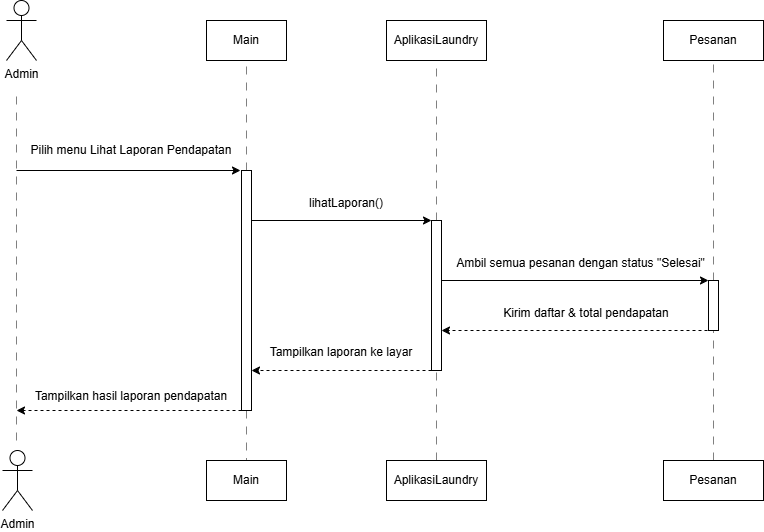 Admin
Main
AplikasiLaundry
Pesanan
Pilih menu Lihat Laporan Pendapatan
lihatLaporan()
Ambil semua pesanan dengan status "Selesai"
Kirim daftar & total pendapatan
Tampilkan laporan ke layar
Tampilkan hasil laporan pendapatan
Admin
Main
AplikasiLaundry
Pesanan